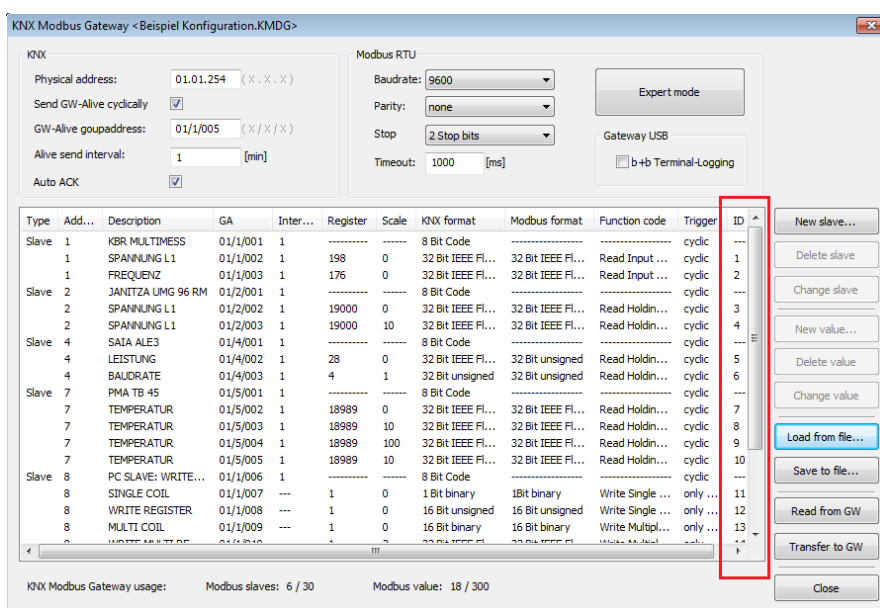 KNX Modbus Gateway <Beispiel Konfiguration.KMDG>
KNX
Physical address: 01.01.254 ( X . X . X )
Send GW-Alive cyclically
GW-Alive goupaddress: 01/1/005 ( X / X / X )
Alive send interval: 1 [min]
Auto ACK
Modbus RTU
Baudrate: 9600
Parity: none
Stop 2 Stop bits
Timeout: 1000 [ms]
Expert mode
Gateway USB
b+b Terminal-Logging
Type Add... Description GA Inter... Register Scale KNX format Modbus format Function code Trigger ID
Slave 1 KBR MULTIMESS 01/1/001 1 ---------- ------ 8 Bit Code ----------------- ----------------- cyclic ---
1 SPANNUNG L1 01/1/002 1 198 0 32 Bit IEEE Fl... 32 Bit IEEE Fl... Read Input ... cyclic 1
1 FREQUENZ 01/1/003 1 176 0 32 Bit IEEE Fl... 32 Bit IEEE Fl... Read Input ... cyclic 2
Slave 2 JANITZA UMG 96 RM 01/2/001 1 ---------- ------ 8 Bit Code ----------------- ----------------- cyclic ---
2 SPANNUNG L1 01/2/002 1 19000 0 32 Bit IEEE Fl... 32 Bit IEEE Fl... Read Holdin... cyclic 3
2 SPANNUNG L1 01/2/003 1 19000 10 32 Bit IEEE Fl... 32 Bit IEEE Fl... Read Holdin... cyclic 4
Slave 4 SAIA ALE3 01/4/001 1 ---------- ------ 8 Bit Code ----------------- ----------------- cyclic ---
4 LEISTUNG 01/4/002 1 28 0 32 Bit IEEE Fl... 32 Bit unsigned Read Holdin... cyclic 5
4 BAUDRATE 01/4/003 1 4 1 32 Bit unsigned 32 Bit unsigned Read Holdin... cyclic 6
Slave 7 PMA TB 45 01/5/001 1 ---------- ------ 8 Bit Code ----------------- ----------------- cyclic ---
7 TEMPERATUR 01/5/002 1 18989 0 32 Bit IEEE Fl... 32 Bit IEEE Fl... Read Holdin... cyclic 7
7 TEMPERATUR 01/5/003 1 18989 10 32 Bit IEEE Fl... 32 Bit IEEE Fl... Read Holdin... cyclic 8
7 TEMPERATUR 01/5/004 1 18989 100 32 Bit IEEE Fl... 32 Bit IEEE Fl... Read Holdin... cyclic 9
7 TEMPERATUR 01/5/005 1 18989 10 32 Bit IEEE Fl... 32 Bit IEEE Fl... Read Holdin... cyclic 10
Slave 8 PC SLAVE: WRITE... 01/1/006 1 ---------- ------ 8 Bit Code ----------------- ----------------- cyclic ---
8 SINGLE COIL 01/1/007 --- 1 0 1 Bit binary 1Bit binary Write Single ... only ... 11
8 WRITE REGISTER 01/1/008 --- 1 0 16 Bit unsigned 16 Bit unsigned Write Single ... only ... 12
8 MULTI COIL 01/1/009 --- 1 0 16 Bit binary 16 Bit binary Write Multipl... only ... 13
New slave...
Delete slave
Change slave
New value...
Delete value
Change value
Load from file...
Save to file...
Read from GW
Transfer to GW
Close
KNX Modbus Gateway usage: Modbus slaves: 6 / 30 Modbus value: 18 / 300